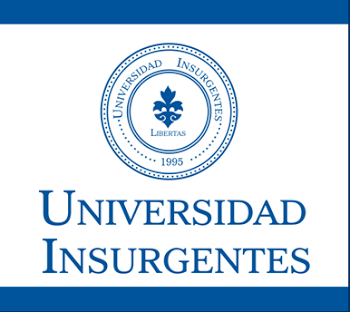 UNIVERSIDAD INSURGENTES
LIBERTAS
1995
UNIVERSIDAD
INSURGENTES